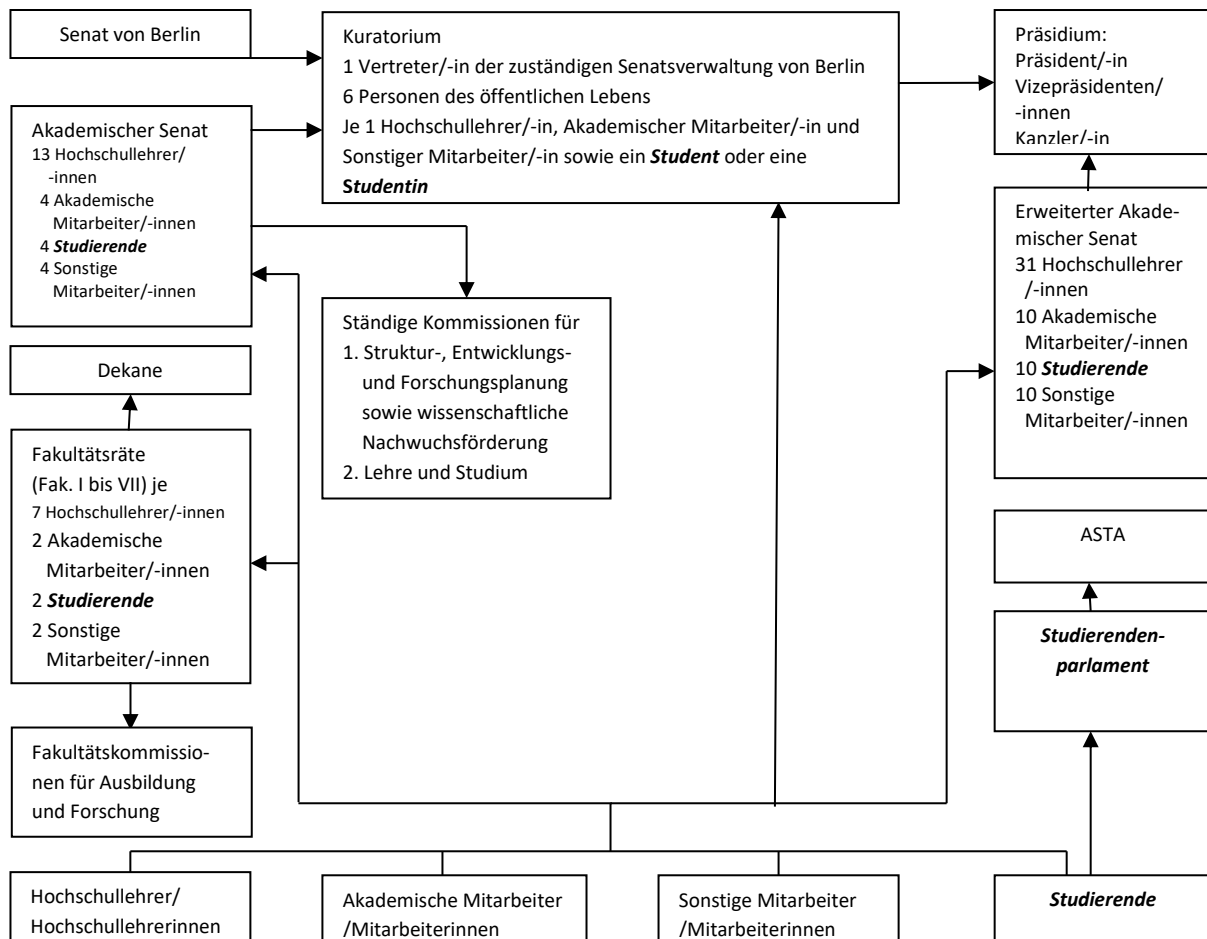 Senat von Berlin
Kuratorium
1 Vertreter/-in der zuständigen Senatsverwaltung von Berlin
6 Personen des öffentlichen Lebens
Je 1 Hochschullehrer/-in, Akademischer Mitarbeiter/-in und
Sonstiger Mitarbeiter/-in sowie ein Student oder eine
Studentin
Präsidium:
Präsident/-in
Vizepräsidenten/
-innen
Kanzler/-in
Akademischer Senat
13 Hochschullehrer/
-innen
4 Akademische
Mitarbeiter/-innen
4 Studierende
4 Sonstige
Mitarbeiter/-innen
Erweiterter Akade-
mischer Senat
31 Hochschullehrer
/-innen
10 Akademische
Mitarbeiter/-innen
10 Studierende
10 Sonstige
Mitarbeiter/-innen
Ständige Kommissionen für
1. Struktur-, Entwicklungs-
und Forschungsplanung
sowie wissenschaftliche
Nachwuchsförderung
2. Lehre und Studium
Dekane
Fakultätsräte
(Fak. I bis VII) je
7 Hochschullehrer/-innen
2 Akademische
Mitarbeiter/-innen
2 Studierende
2 Sonstige
Mitarbeiter/-innen
ASTA
Studierenden-
parlament
Fakultätskommissio-
nen für Ausbildung
und Forschung
Hochschullehrer/
Hochschullehrerinnen
Akademische Mitarbeiter
/Mitarbeiterinnen
Sonstige Mitarbeiter
/Mitarbeiterinnen
Studierende